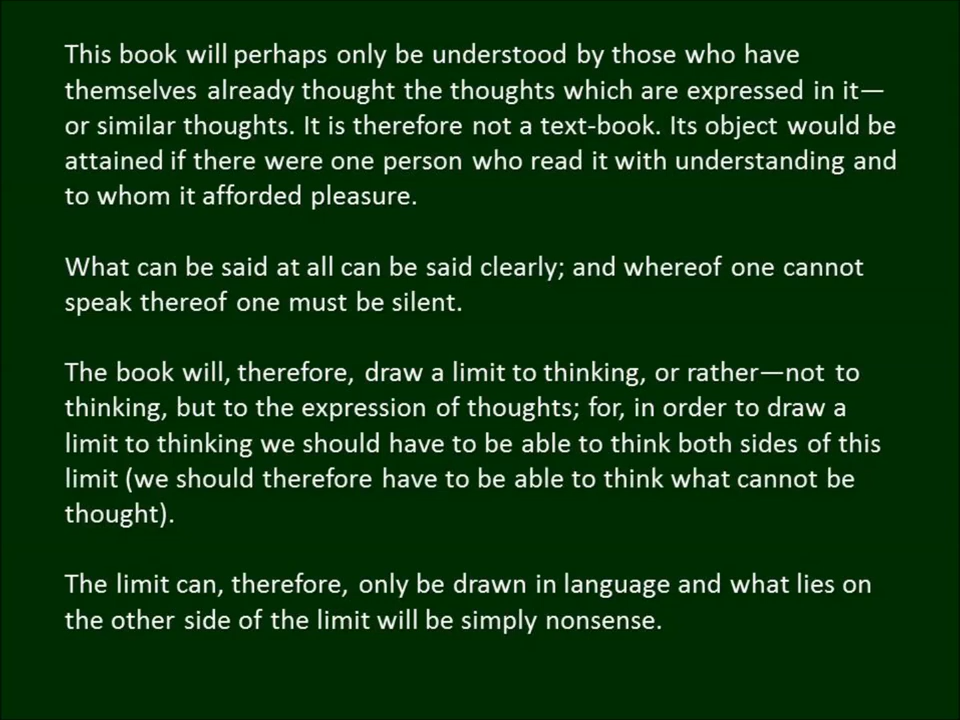 This book will perhaps only be understood by those who have
themselves already thought the thoughts which are expressed in it—
or similar thoughts. It is therefore not a text-book. Its object would be
attained if there were one person who read it with understanding and
to whom it afforded pleasure.
What can be said at all can be said clearly; and whereof one cannot
speak thereof one must be silent.
The book will, therefore, draw a limit to thinking, or rather—not to
thinking, but to the expression of thoughts; for, in order to draw a
limit to thinking we should have to be able to think both sides of this
limit (we should therefore have to be able to think what cannot be
thought).
The limit can, therefore, only be drawn in language and what lies on
the other side of the limit will be simply nonsense.